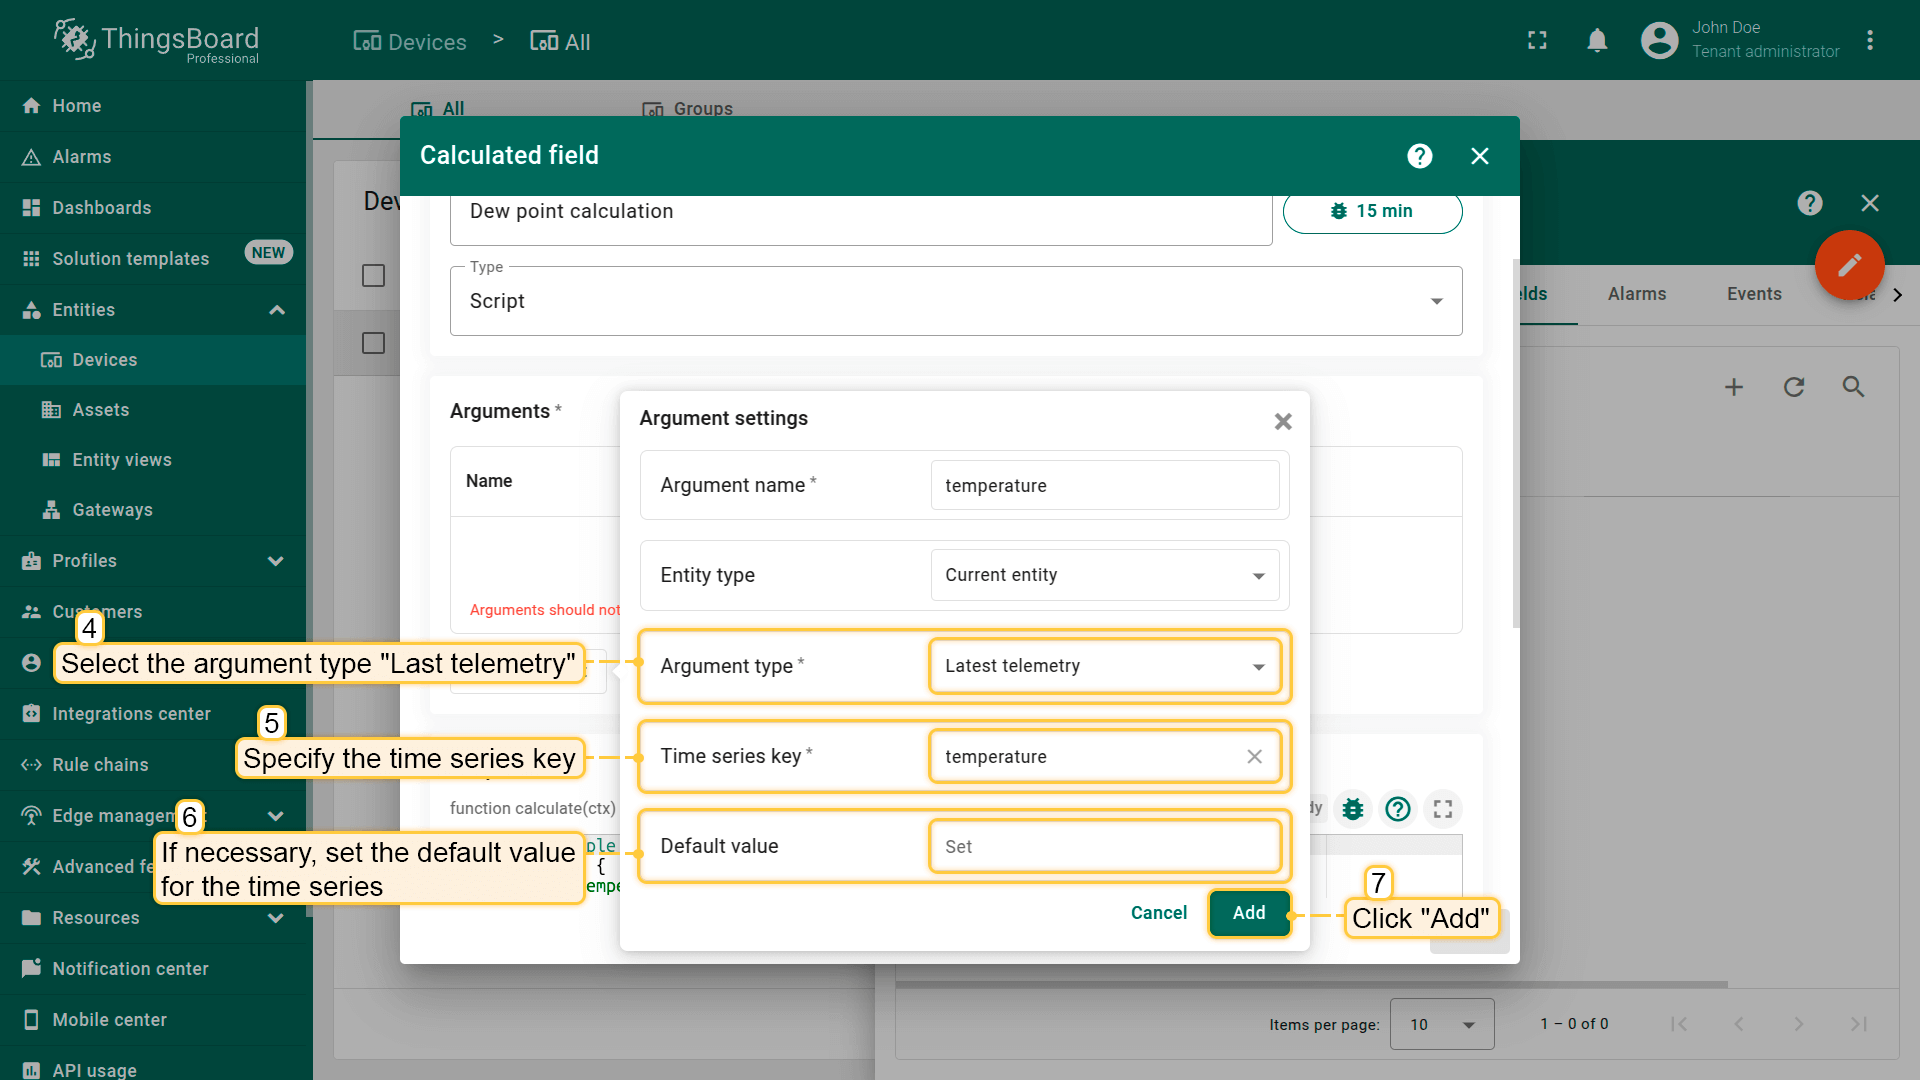 ThingsBoard
Professional
Devices > All
John Doe
Tenant administrator
Home
Alarms
Dashboards
Solution templates NEW
Entities
Devices
Assets
Entity views
Gateways
Profiles
Customers
Integrations center
Rule chains
Edge management
Advanced fe
Resources
Notification center
Mobile center
API usage
All Groups
Dev
Calculated field
Dew point calculation
15 min
Type
Script
Arguments *
Name
Arguments should not
function calculate(ctx)
ple
{
empe
dy
Argument settings
Argument name *
temperature
Entity type
Current entity
Argument type *
Latest telemetry
Time series key *
temperature
Default value
Set
Cancel
Add
4
Select the argument type "Last telemetry"
5
Specify the time series key
6
If necessary, set the default value
for the time series
7
Click "Add"
elds Alarms Events
Items per page: 10 1 – 0 of 0